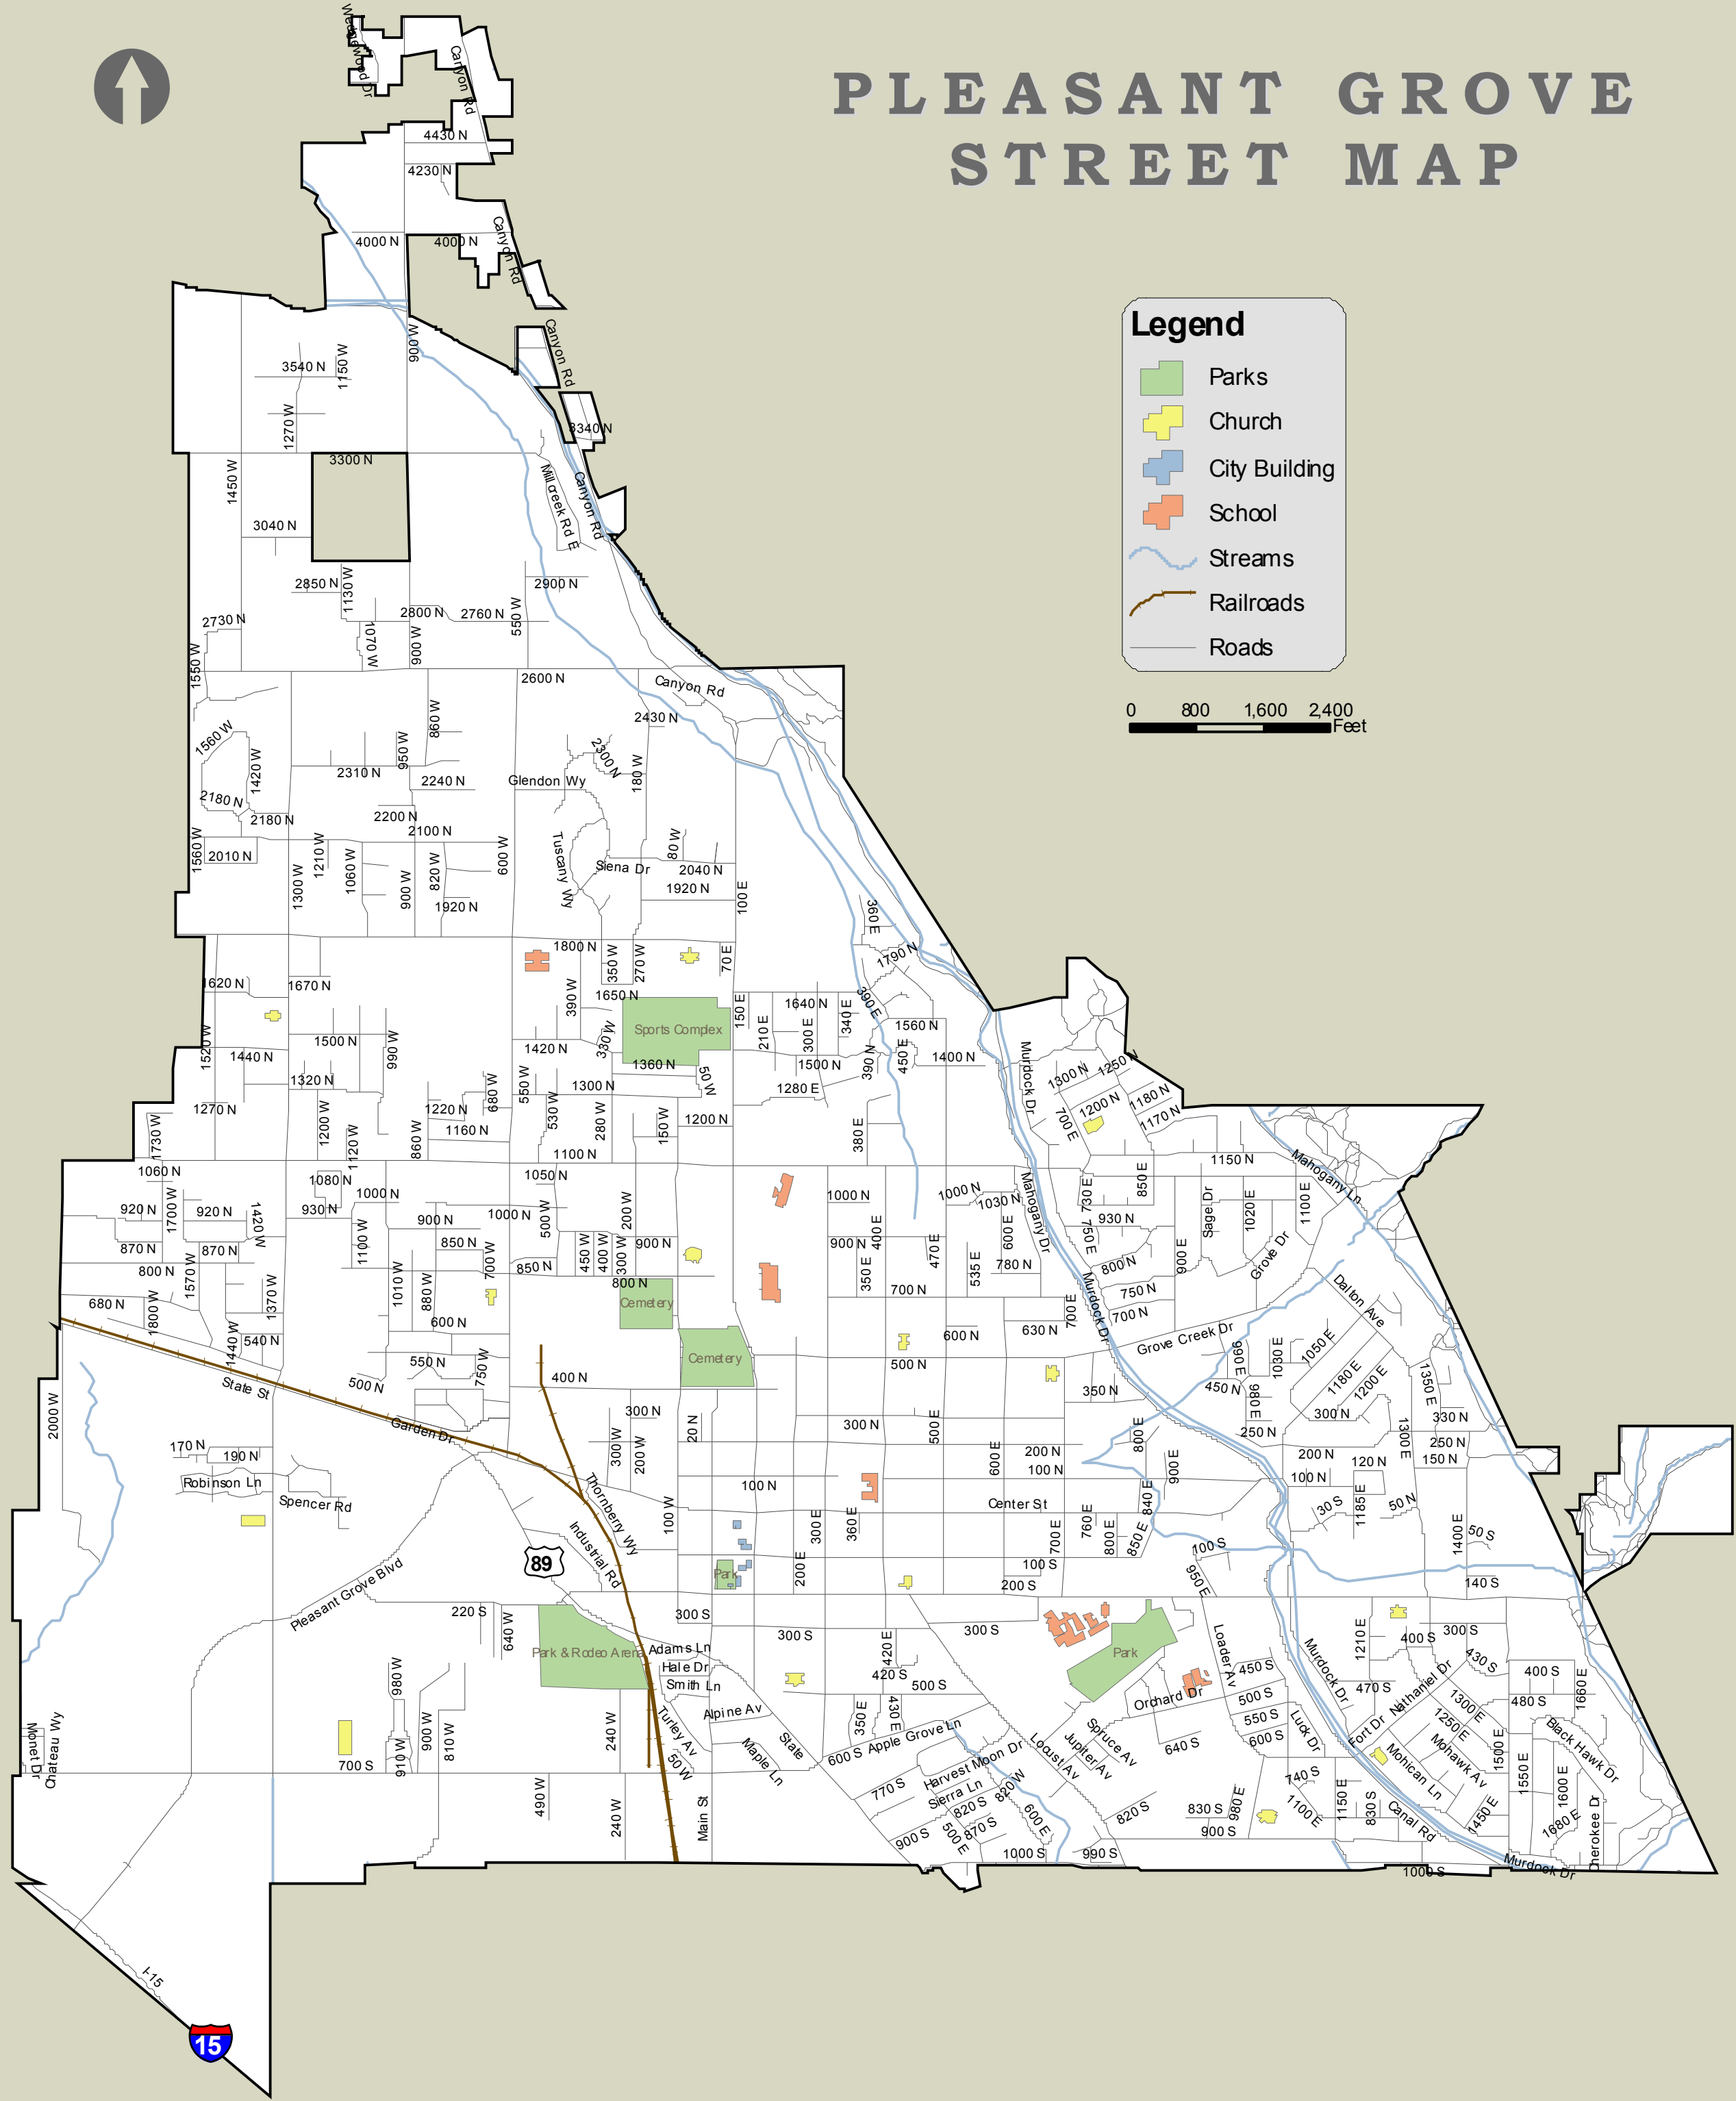 PLEASANT GROVE
STREET MAP
Legend
Parks
Church
City Building
School
Streams
Railroads
Roads
0 800 1,600 2,400
Feet
Wedgewood Dr
Canyon Rd
4430 N
4230 N
4000 N
4000 N
Canyon Rd
900 W
Canyon Rd
3540 N
1150 W
1270 W
3340 N
3300 N
1450 W
Millcreek Rd E
Canyon Rd
3040 N
2850 N
1130 W
2900 N
2800 N
2760 N
550 W
2730 N
1070 W
900 W
1550 W
2600 N
Canyon Rd
860 W
2430 N
1560 W
950 W
2300 N
1420 W
2310 N
2240 N
Glendon Wy
180 W
2180 N
2180 N
2200 N
2100 N
1560 W
2010 N
1210 W
1060 W
820 W
600 W
Tuscany Wy
80 W
Siena Dr
2040 N
1300 W
900 W
1920 N
1920 N
100 E
360 E
1800 N
350 W
270 W
70 E
1790 N
1620 N
1670 N
390 W
1650 N
Sports Complex
150 E
1640 N
390 E
340 E
210 E
300 E
1560 N
1520 W
1440 N
1500 N
990 W
1420 N
330 W
1360 N
1500 N
390 N
450 E
1400 N
Murdock Dr
1300 N
1250 N
1320 N
680 W
550 W
1300 N
50 W
1280 E
1200 N
1180 N
1170 N
700 E
1270 N
1730 W
1200 W
1120 W
860 W
1220 N
1160 N
530 W
280 W
150 W
1200 N
380 E
1100 N
1150 N
Mahogany Ln
1060 N
1080 N
1050 N
1000 N
1000 N
1000 N
1030 N
Mahogany Dr
730 E
850 E
Sage Dr
1020 E
1100 E
920 N
1700 W
920 N
1420 W
930 N
1000 N
500 W
200 W
930 N
870 N
870 N
1100 W
900 N
850 N
700 W
850 N
450 W
400 W
300 W
900 N
900 N
400 E
350 E
470 E
535 E
600 E
780 N
750 E
800 N
900 E
Grove Dr
800 N
1570 W
1370 W
1010 W
880 W
800 N
Cemetery
700 N
750 N
700 N
Murdock Dr
700 E
Dalton Ave
680 N
1800 W
1440 W
540 N
600 N
600 N
630 N
Grove Creek Dr
Cemetery
500 N
990 E
1030 E
1050 E
550 N
750 W
500 N
400 N
350 N
450 N
980 E
1180 E
1200 E
1350 E
State St
2000 W
Garden Dr
300 N
20 N
300 N
500 E
300 N
330 N
250 N
250 N
150 N
170 N
190 N
300 W
200 W
200 N
100 N
600 E
800 E
900 E
200 N
1300 E
120 N
100 N
Robinson Ln
Spencer Rd
Thornberry Wy
100 N
Center St
840 E
30 S
1185 E
50 N
100 W
300 E
360 E
700 E
760 E
800 E
850 E
1400 E
50 S
Industrial Rd
89
Park
200 E
100 S
200 S
100 S
950 E
140 S
Pleasant Grove Blvd
220 S
640 W
300 S
300 S
300 S
420 E
Park & Rodeo Arena
Adams Ln
Hale Dr
Smith Ln
420 S
500 S
Park
Loader Av
450 S
Murdock Dr
1210 E
400 S
300 S
430 S
400 S
1660 E
980 W
Alpine Av
Orchard Dr
500 S
470 S
Nathaniel Dr
480 S
900 W
810 W
910 W
240 W
Turley Av
State
350 E
430 E
Apple Grove Ln
Spruce Av
Jupiter Av
Locust Av
550 S
600 S
Luck Dr
Fort Dr
1300 E
1250 E
Black Hawk Dr
Monet Dr
Chateau Wy
700 S
50 W
Maple Ln
600 S
Harvest Moon Dr
640 S
Mohican Ln
Mohawk Av
1500 E
1550 E
1600 E
490 W
240 W
Main St
770 S
Sierra Ln
820 S
820 W
600 E
820 S
830 S
980 E
740 S
1100 E
1150 E
830 S
Canal Rd
1450 E
1680 E
Cherokee Dr
900 S
500 E
870 S
900 S
1000 S
990 S
1000 S
Murdock Dr
I-15
15